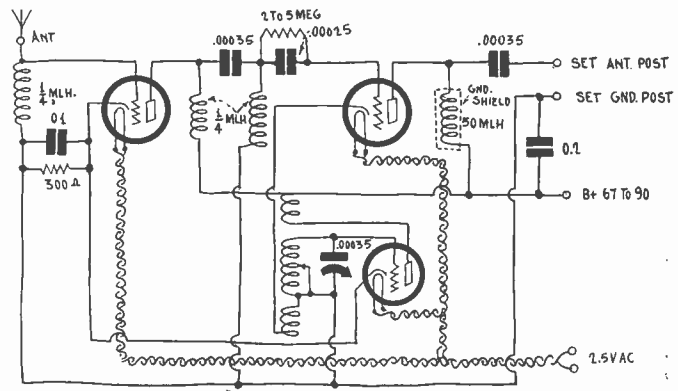 ANT
¼ MLH.
01
300 Ω
.00035
2 TO 5 MEG
.00025
¼ MLH
.00035
GND.
SHIELD
50 MLH
SET ANT. POST
SET GND. POST
0.2
B+ 67 TO 90
.00035
2.5V AC